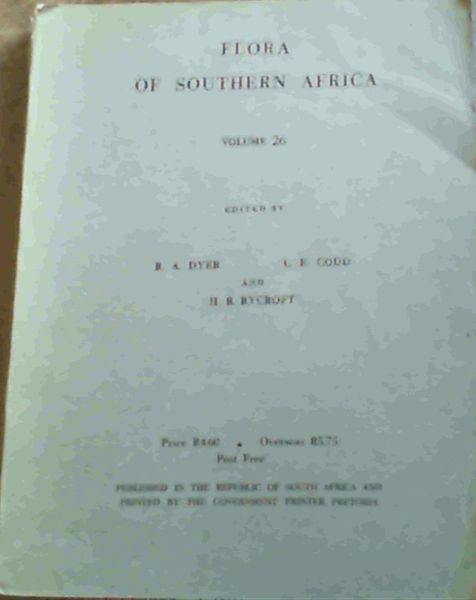 FLORA
OF SOUTHERN AFRICA
VOLUME 26
EDITED BY
R. A. DYER L. E. CODD
AND
H. B. RYCROFT
Price R4.60 . Overseas R5.75
Post Free
PUBLISHED IN THE REPUBLIC OF SOUTH AFRICA AND
PRINTED BY THE GOVERNMENT PRINTER, PRETORIA